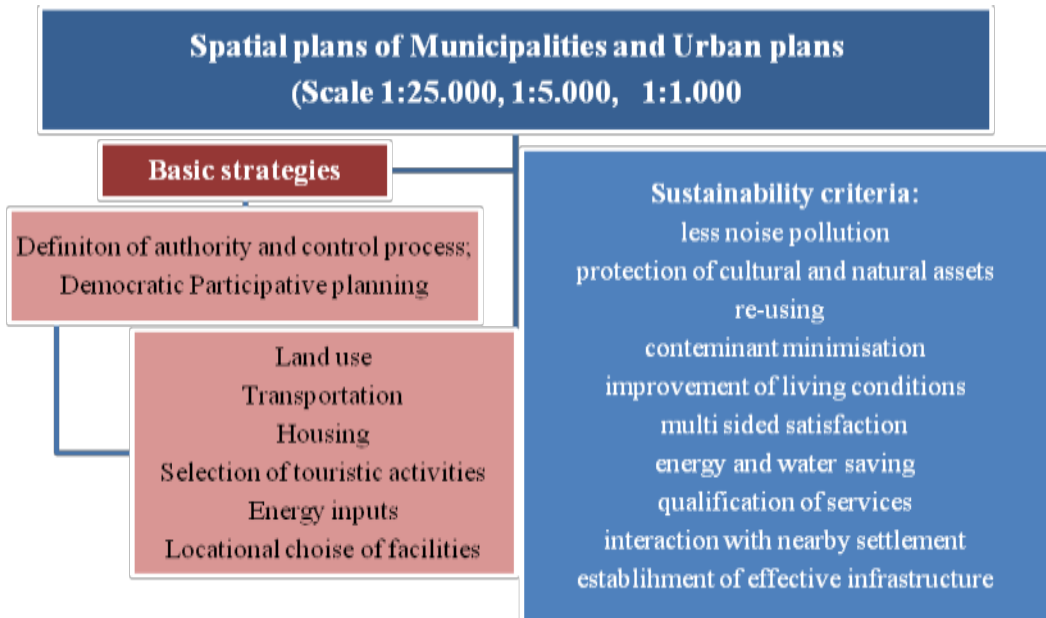 Spatial plans of Municipalities and Urban plans
(Scale 1:25.000, 1:5.000, 1:1.000
Basic strategies
Definiton of authority and control process;
Democratic Participative planning
Land use
Transportation
Housing
Selection of touristic activities
Energy inputs
Locational choise of facilities
Sustainability criteria:
less noise pollution
protection of cultural and natural assets
re-using
contaminant minimisation
improvement of living conditions
multi sided satisfaction
energy and water saving
qualification of services
interaction with nearby settlement
establihment of effective infrastructure